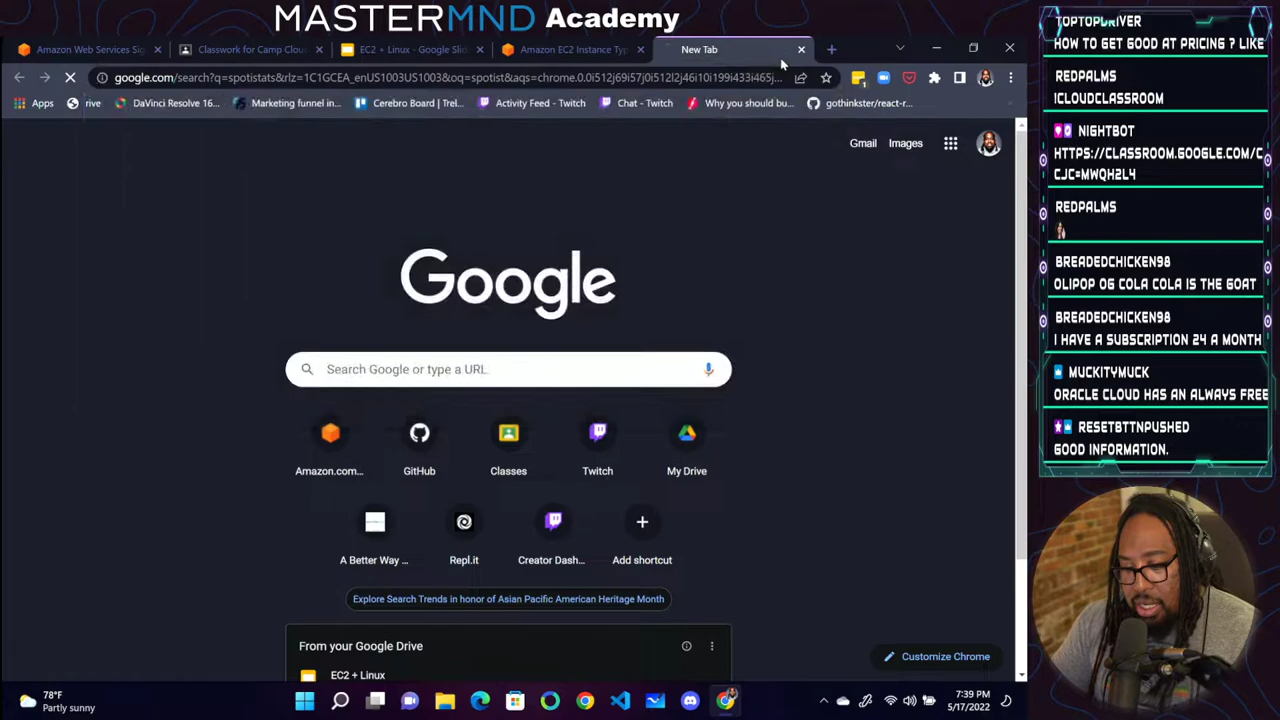 MASTERMND Academy
Amazon Web Services Si
Classwork for Camp Clou
EC2 + Linux - Google Slid
Amazon EC2 Instance Typ
New Tab
google.com/search?q=spotistats&rlz=1C1GCEA_enUS1003US1003&oq=spotist&aqs=chrome.0.0i512j69i57j0i512l2j46i10i199i433i465j...
Apps
rive
DaVinci Resolve 16...
Marketing funnel in...
Cerebro Board | Trel...
Activity Feed - Twitch
Chat - Twitch
Why you should bu...
gothinkster/react-r...
Gmail
Images
Google
Search Google or type a URL
Amazon.com...
GitHub
Classes
Twitch
My Drive
A Better Way ...
Repl.it
Creator Dash...
Add shortcut
Explore Search Trends in honor of Asian Pacific American Heritage Month
From your Google Drive
EC2 + Linux
Customize Chrome
78°F
Partly sunny
7:39 PM
5/17/2022
TOPTOPDRIVER
HOW TO GET GOOD AT PRICING ? LIKE
REDPALMS
!CLOUDCLASSROOM
NIGHTBOT
HTTPS://CLASSROOM.GOOGLE.COM/C
CJC=MWQH2L4
REDPALMS
BREADEDCHICKEN98
OLIPOP OG COLA COLA IS THE GOAT
BREADEDCHICKEN98
I HAVE A SUBSCRIPTION 24 A MONTH
MUCKITYMUCK
ORACLE CLOUD HAS AN ALWAYS FREE
RESETBTTNPUSHED
GOOD INFORMATION.